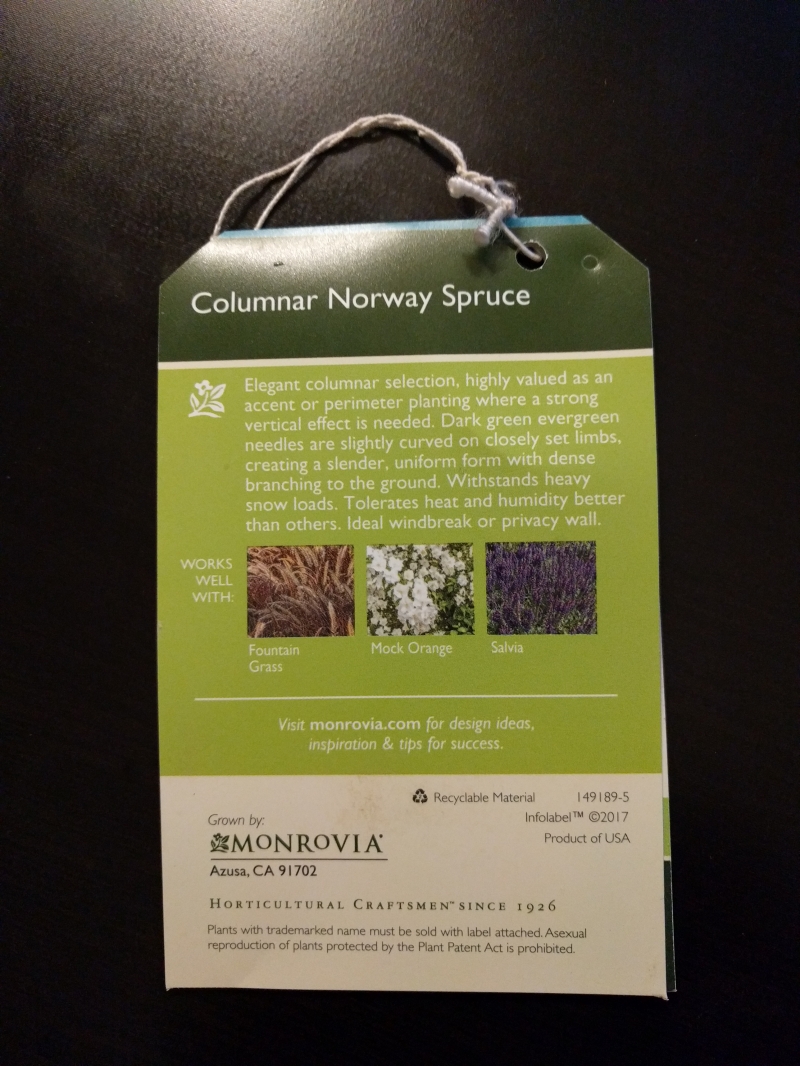 Columnar Norway Spruce
Elegant columnar selection, highly valued as an
accent or perimeter planting where a strong
vertical effect is needed. Dark green evergreen
needles are slightly curved on closely set limbs,
creating a slender, uniform form with dense
branching to the ground. Withstands heavy
snow loads. Tolerates heat and humidity better
than others. Ideal windbreak or privacy wall.
WORKS
WELL
WITH:
Fountain
Grass
Mock Orange
Salvia
Visit monrovia.com for design ideas,
inspiration & tips for success.
Recyclable Material 149189-5
Infolabel™ ©2017
Product of USA
Grown by:
MONROVIA
Azusa, CA 91702
HORTICULTURAL CRAFTSMEN℠ SINCE 1926
Plants with trademarked name must be sold with label attached. Asexual
reproduction of plants protected by the Plant Patent Act is prohibited.